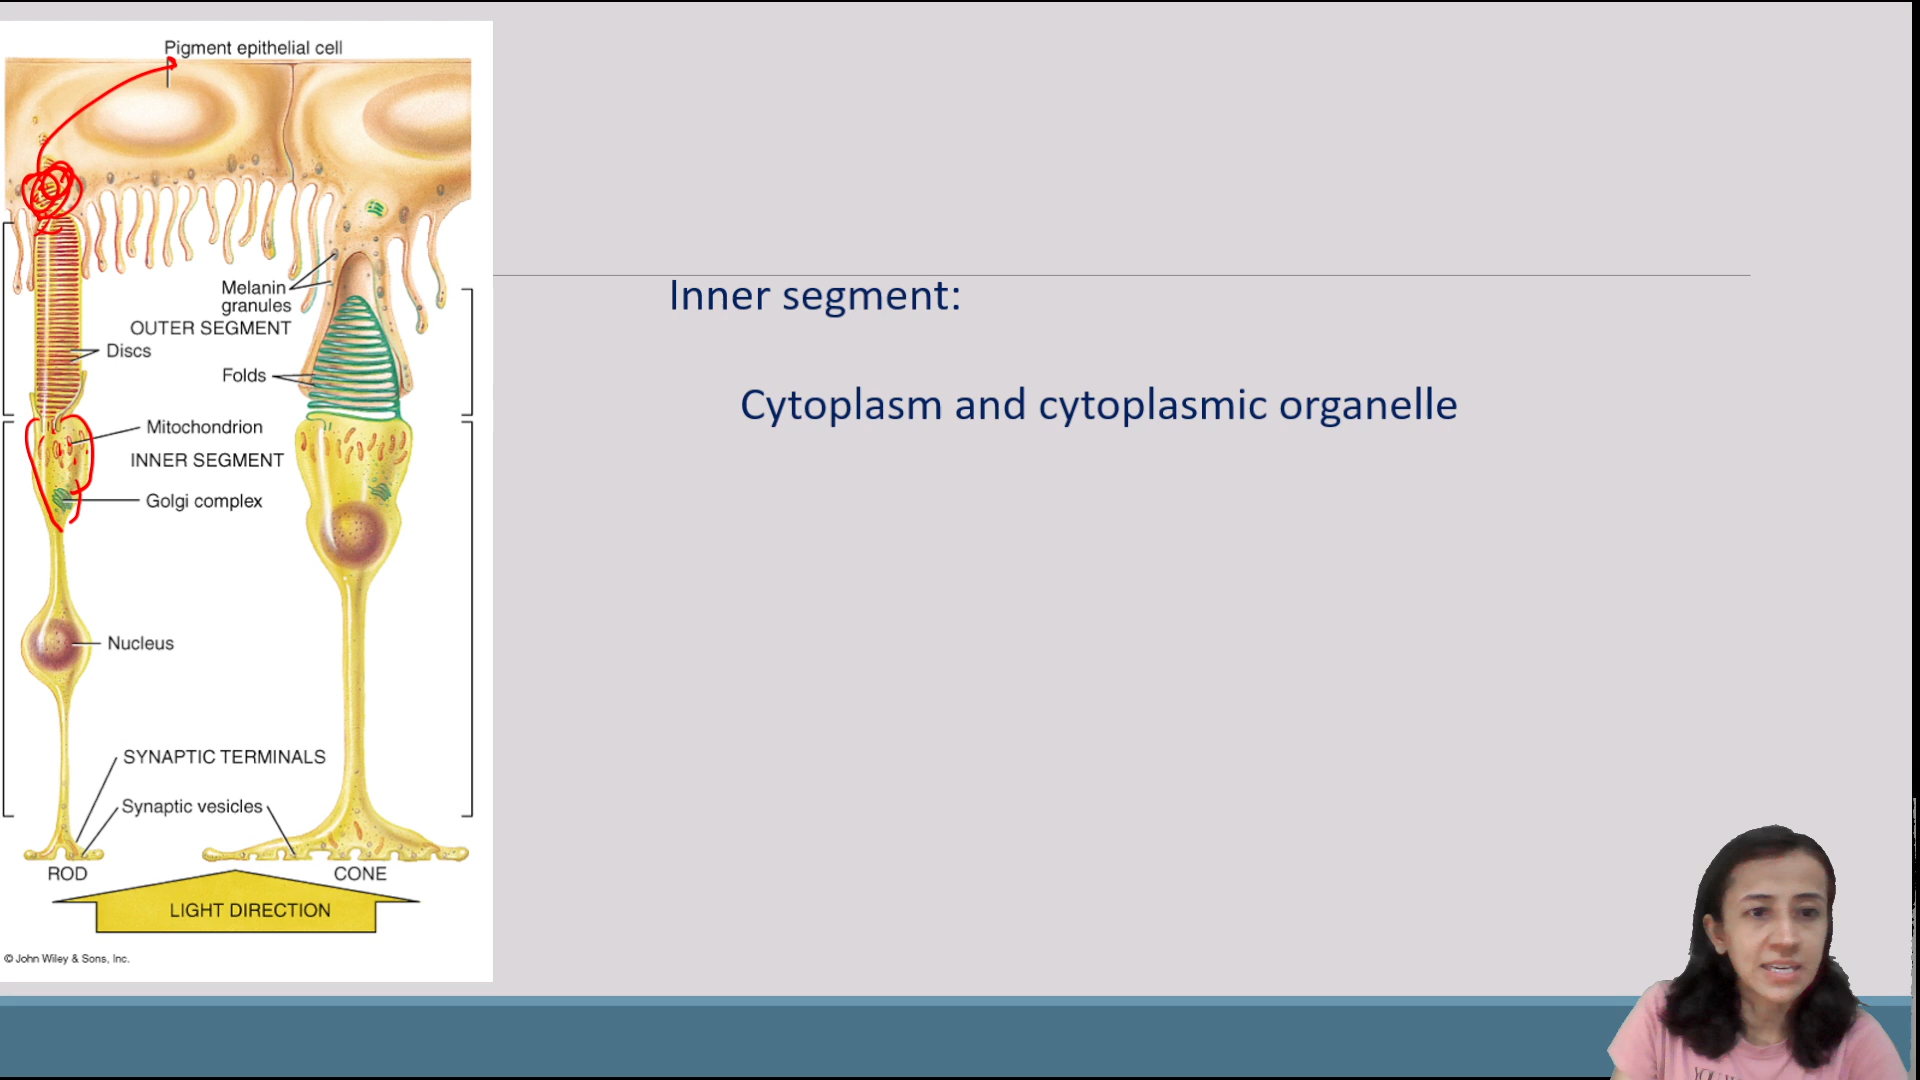 Pigment epithelial cell
Melanin
granules
OUTER SEGMENT
Discs
Folds
Mitochondrion
INNER SEGMENT
Golgi complex
Nucleus
SYNAPTIC TERMINALS
Synaptic vesicles
ROD
CONE
LIGHT DIRECTION
© John Wiley & Sons, Inc.
Inner segment:
Cytoplasm and cytoplasmic organelle